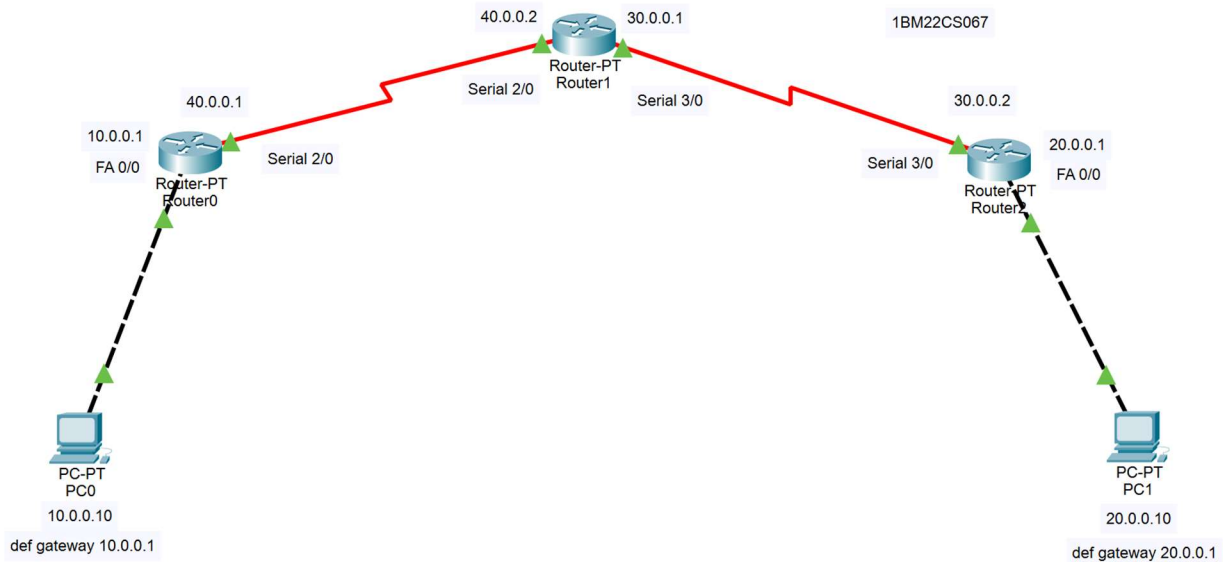 40.0.0.2
30.0.0.1
1BM22CS067
Router-PT
Router1
Serial 2/0
Serial 3/0
40.0.0.1
10.0.0.1
FA 0/0
Serial 2/0
Router-PT
Router0
30.0.0.2
20.0.0.1
Serial 3/0
FA 0/0
Router-PT
Router2
PC-PT
PC0
10.0.0.10
def gateway 10.0.0.1
PC-PT
PC1
20.0.0.10
def gateway 20.0.0.1